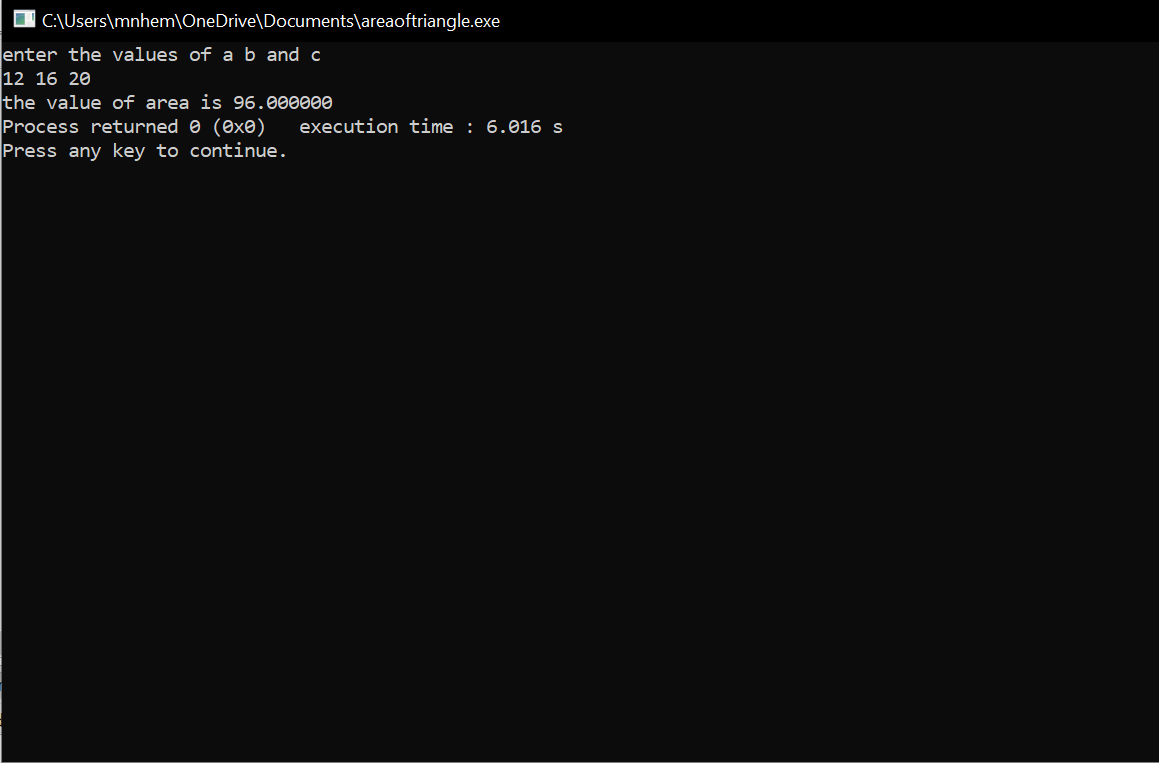 C:\Users\mnhem\OneDrive\Documents\areaoftriangle.exe
enter the values of a b and c
12 16 20
the value of area is 96.000000
Process returned 0 (0x0)   execution time : 6.016 s
Press any key to continue.